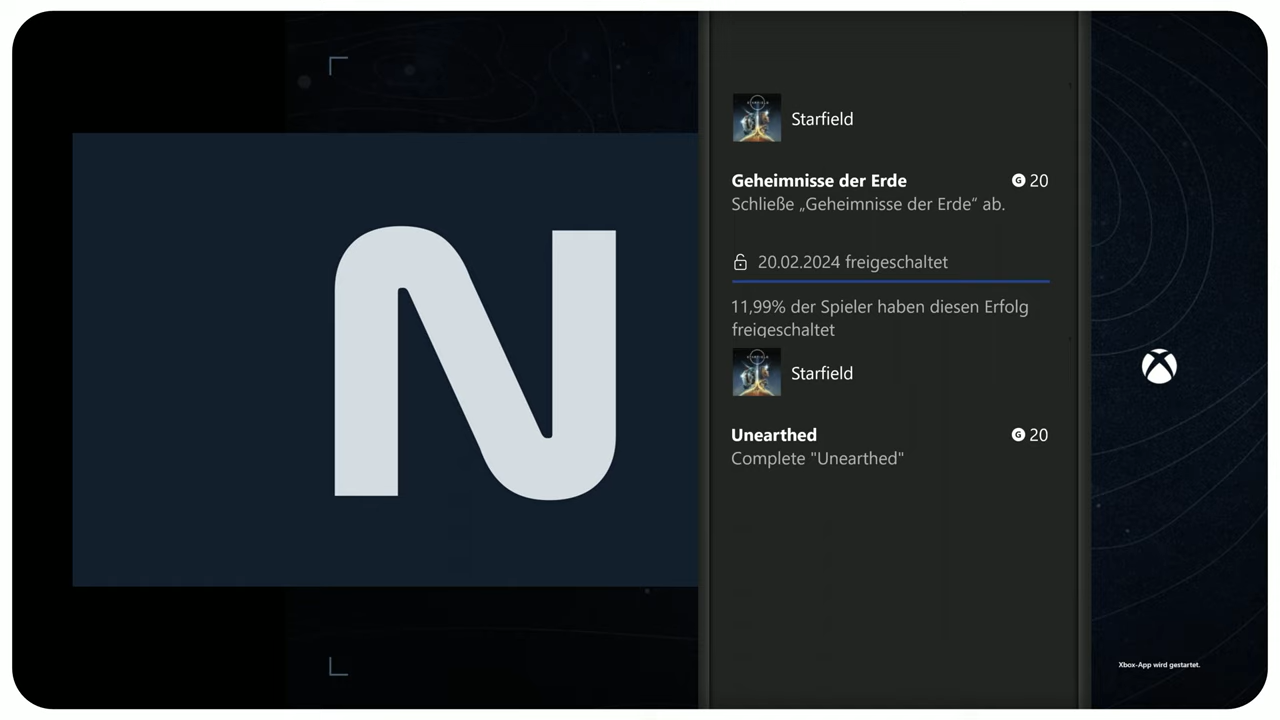 N
Starfield
Geheimnisse der Erde G 20
Schließe „Geheimnisse der Erde“ ab.
20.02.2024 freigeschaltet
11,99% der Spieler haben diesen Erfolg
freigeschaltet
Starfield
Unearthed G 20
Complete "Unearthed"
Xbox-App wird gestartet.